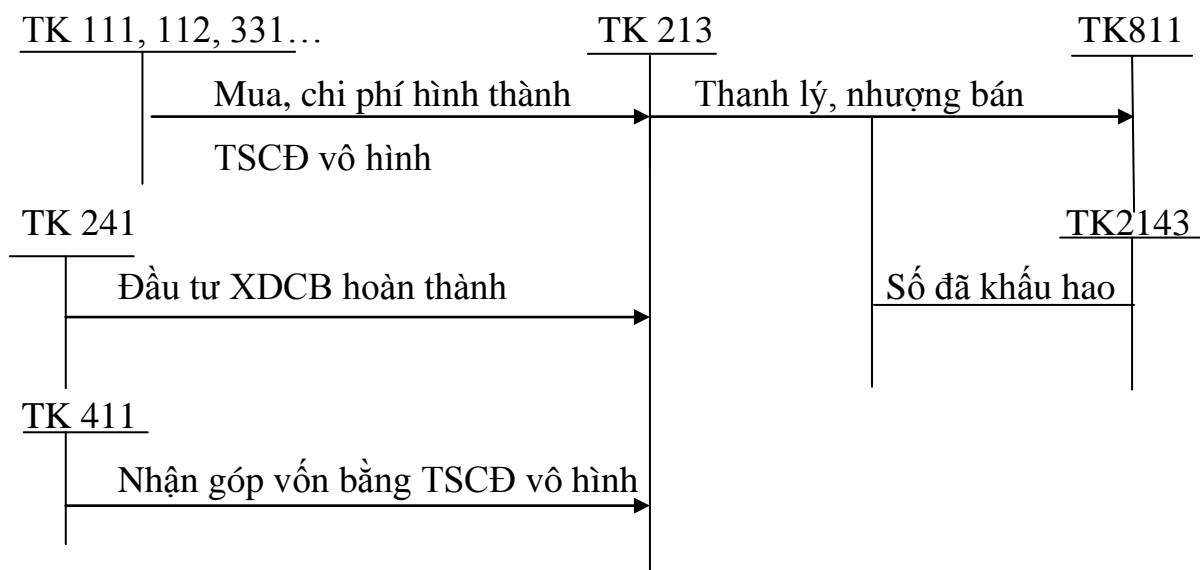 TK 111, 112, 331… TK 213 TK811
Mua, chi phí hình thành Thanh lý, nhượng bán
TSCĐ vô hình
TK 241 TK2143
Đầu tư XDCB hoàn thành Số đã khấu hao
TK 411
Nhận góp vốn bằng TSCĐ vô hình